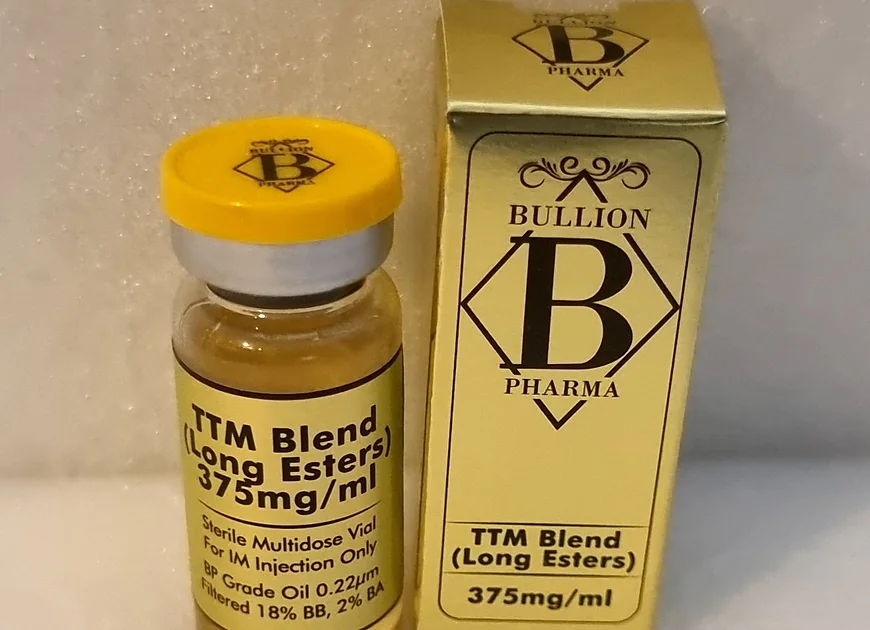 BULLION
B
PHARMA
TTM Blend
(Long Esters)
375mg/ml
Sterile Multidose Vial
For IM Injection Only
BP Grade Oil 0.22µm
Filtered 18% BB, 2% BA
BULLION
B
PHARMA
BULLION
B
PHARMA
TTM Blend
(Long Esters)
375mg/ml